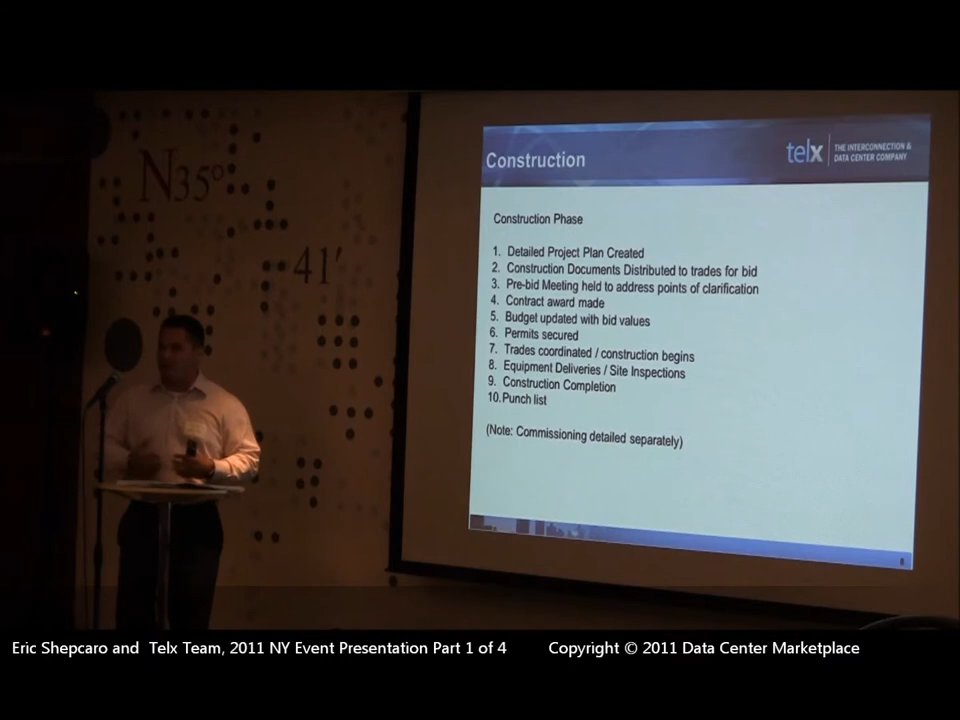 N35°
41'
Construction
telx
THE INTERCONNECTION &
DATA CENTER COMPANY
Construction Phase
1. Detailed Project Plan Created
2. Construction Documents Distributed to trades for bid
3. Pre-bid Meeting held to address points of clarification
4. Contract award made
5. Budget updated with bid values
6. Permits secured
7. Trades coordinated / construction begins
8. Equipment Deliveries / Site Inspections
9. Construction Completion
10. Punch list
(Note: Commissioning detailed separately)
8
Eric Shepcaro and Telx Team, 2011 NY Event Presentation Part 1 of 4 Copyright © 2011 Data Center Marketplace